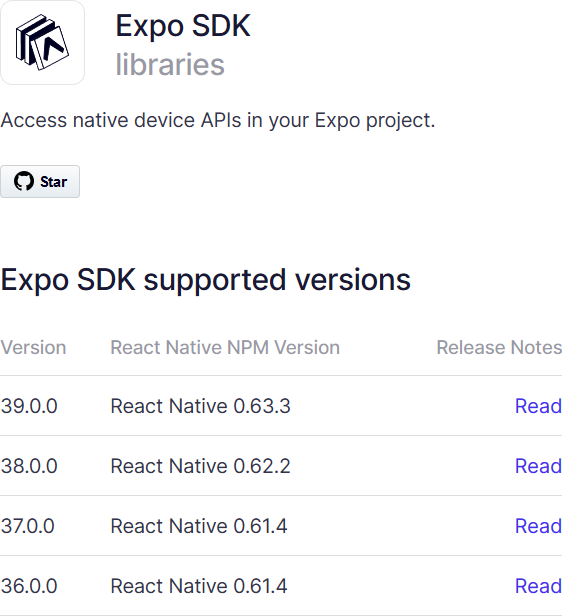 Expo SDK
libraries
Access native device APIs in your Expo project.
Star
Expo SDK supported versions
Version React Native NPM Version Release Notes
39.0.0 React Native 0.63.3 Read
38.0.0 React Native 0.62.2 Read
37.0.0 React Native 0.61.4 Read
36.0.0 React Native 0.61.4 Read